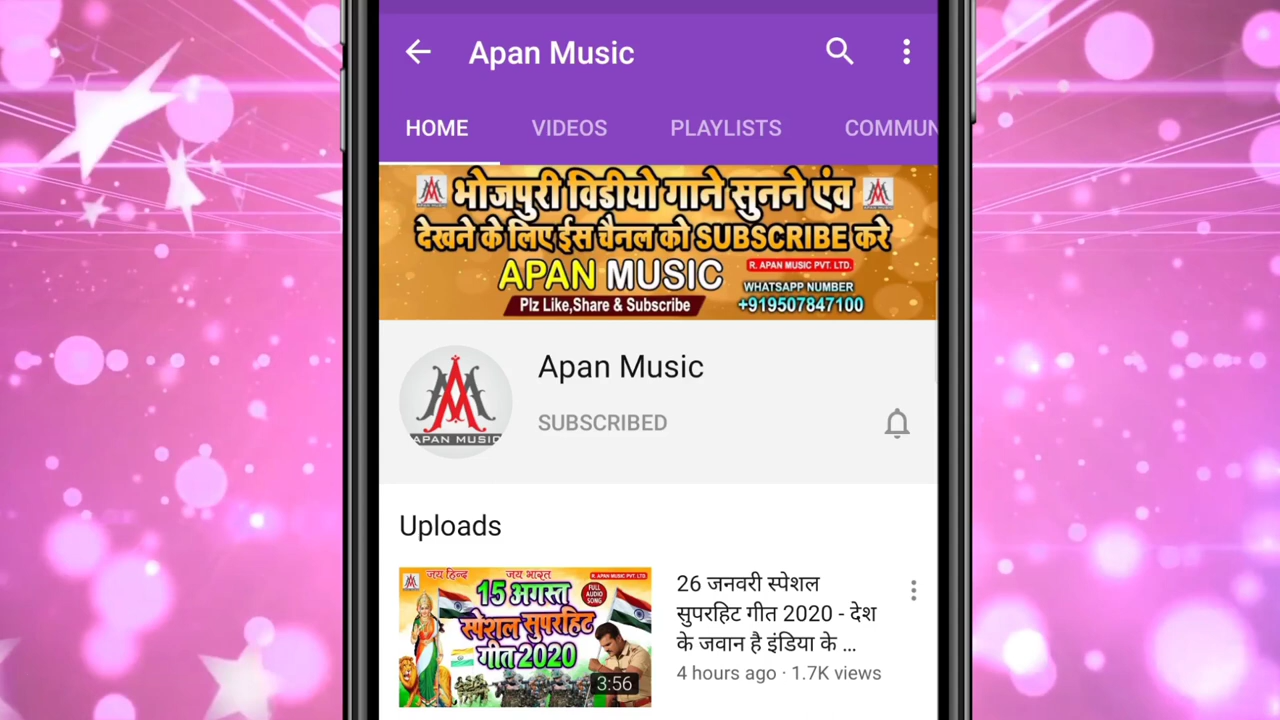 Apan Music
HOME VIDEOS PLAYLISTS COMMUN
भोजपुरी विडीयो गाने सुनने एंव
देखने के लिए ईस चैनल को SUBSCRIBE करे
APAN MUSIC
R. APAN MUSIC PVT. LTD.
WHATSAPP NUMBER
Plz Like,Share & Subscribe
+919507847100
Apan Music
SUBSCRIBED
APAN MUSIC
Uploads
जय हिन्द जय भारत
R. APAN MUSIC PVT. LTD
15 अगस्त
FULL
AUDIO
SONG
स्पेशल सुपरहिट
गीत 2020
3:56
26 जनवरी स्पेशल
सुपरहिट गीत 2020 - देश
के जवान है इंडिया के ...
4 hours ago · 1.7K views